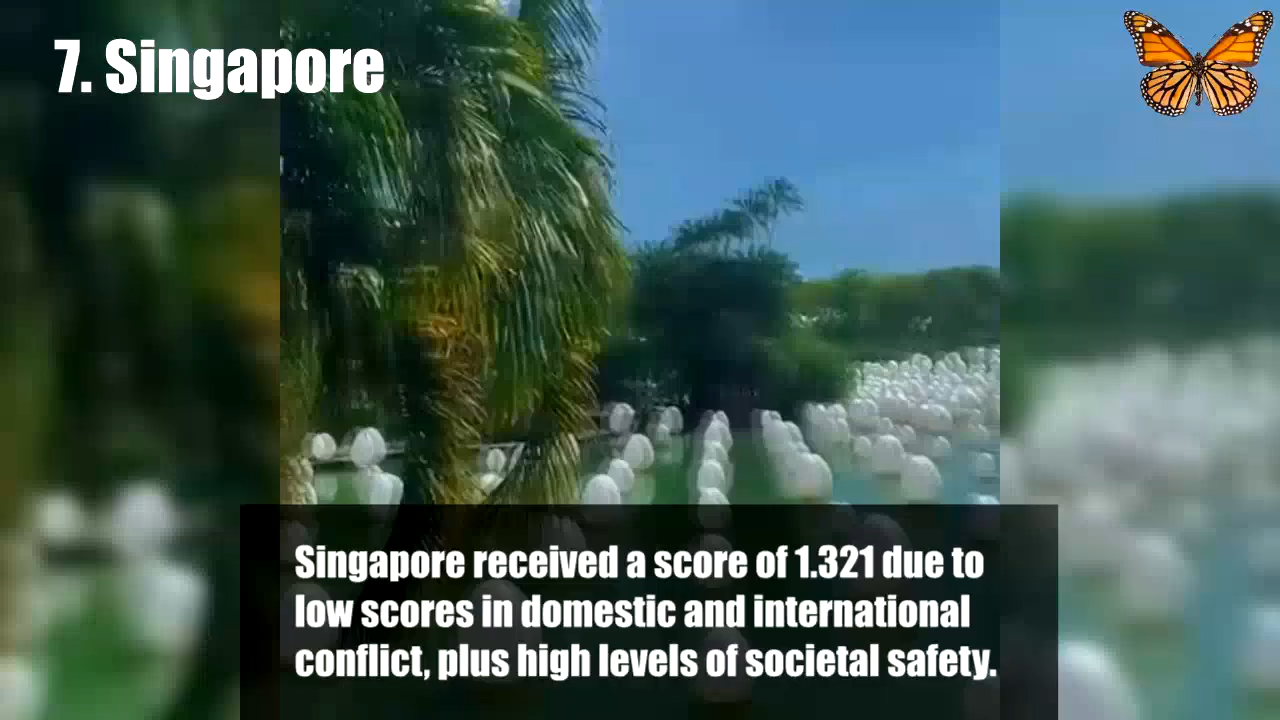 7. Singapore
Singapore received a score of 1.321 due to
low scores in domestic and international
conflict, plus high levels of societal safety.